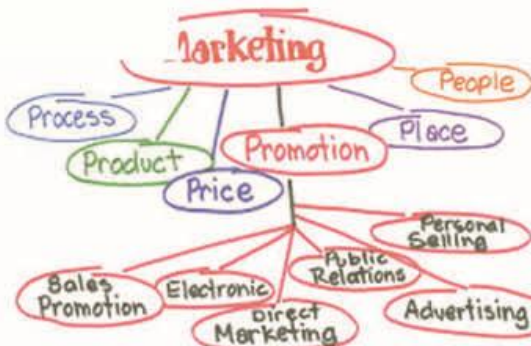 Marketing
People
Process
Place
Product
Promotion
Price
Personal
Selling
Public
Relations
Sales
Promotion
Electronic
Advertising
Direct
Marketing